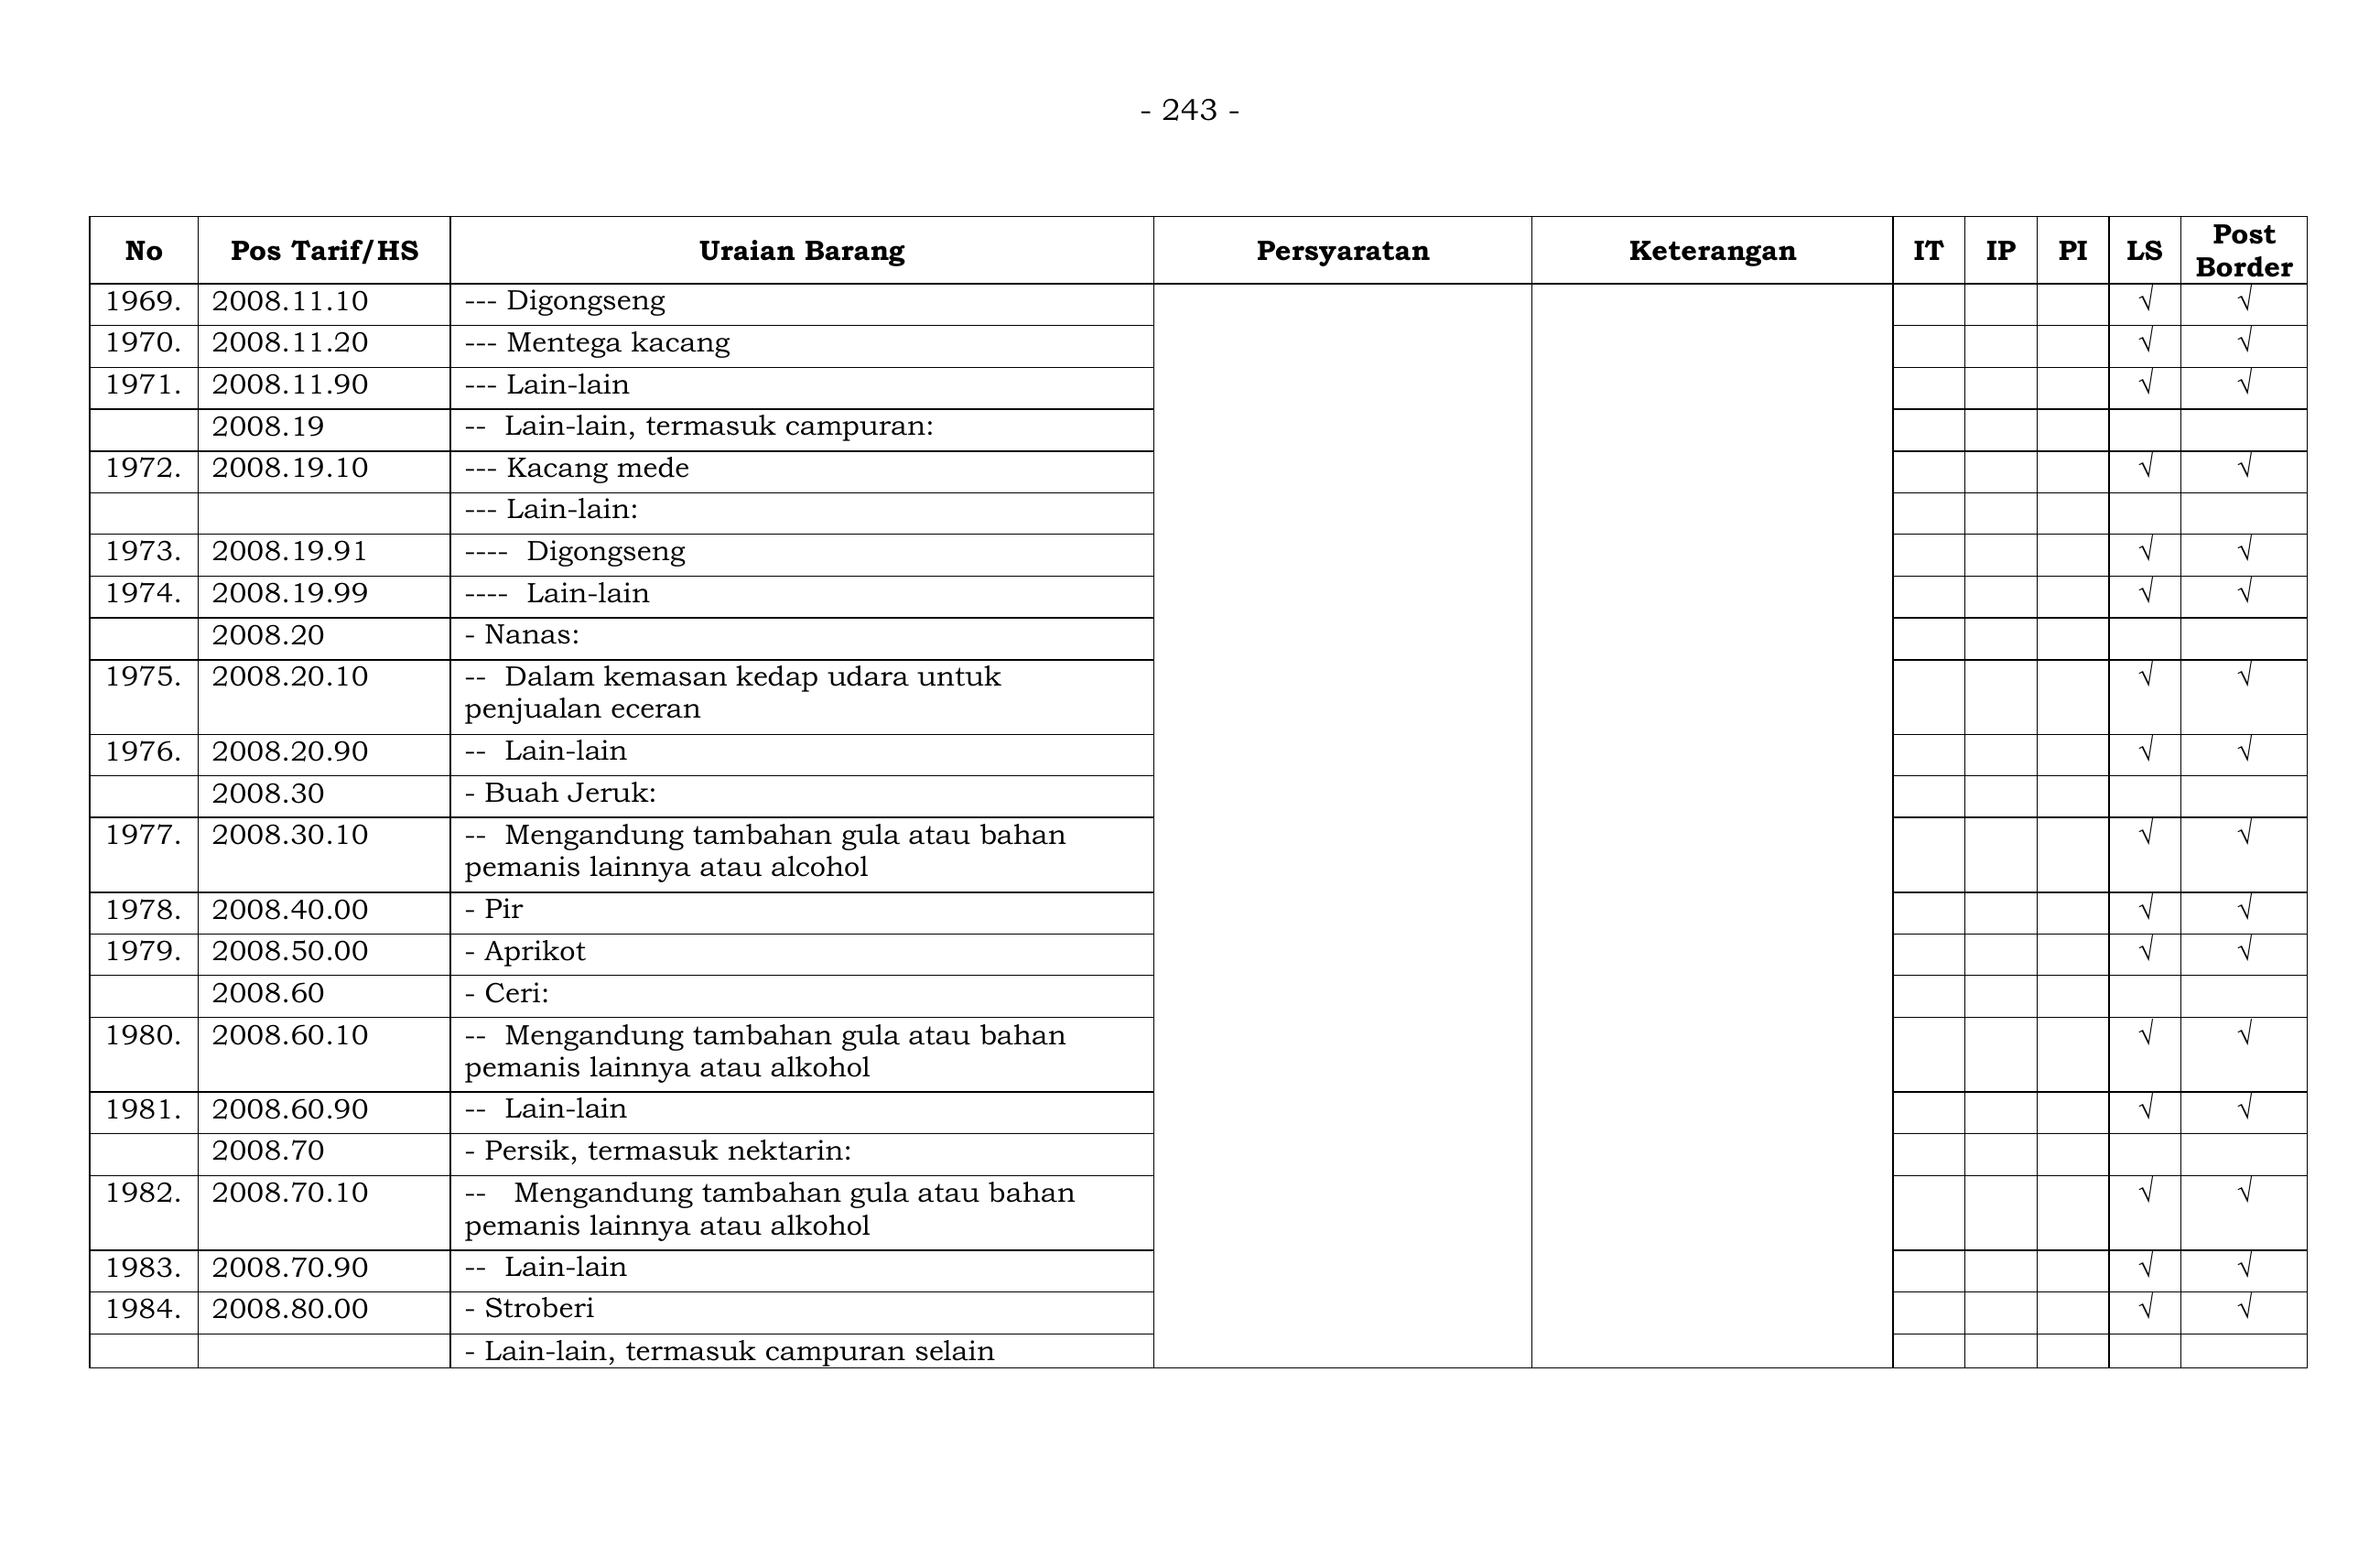 - 243 -
No Pos Tarif/HS Uraian Barang Persyaratan Keterangan IT IP PI LS Post Border
1969. 2008.11.10 --- Digongseng √ √
1970. 2008.11.20 --- Mentega kacang √ √
1971. 2008.11.90 --- Lain-lain √ √
2008.19 -- Lain-lain, termasuk campuran:
1972. 2008.19.10 --- Kacang mede √ √
--- Lain-lain:
1973. 2008.19.91 ---- Digongseng √ √
1974. 2008.19.99 ---- Lain-lain √ √
2008.20 - Nanas:
1975. 2008.20.10 -- Dalam kemasan kedap udara untuk √ √
penjualan eceran
1976. 2008.20.90 -- Lain-lain √ √
2008.30 - Buah Jeruk:
1977. 2008.30.10 -- Mengandung tambahan gula atau bahan √ √
pemanis lainnya atau alcohol
1978. 2008.40.00 - Pir √ √
1979. 2008.50.00 - Aprikot √ √
2008.60 - Ceri:
1980. 2008.60.10 -- Mengandung tambahan gula atau bahan √ √
pemanis lainnya atau alkohol
1981. 2008.60.90 -- Lain-lain √ √
2008.70 - Persik, termasuk nektarin:
1982. 2008.70.10 -- Mengandung tambahan gula atau bahan √ √
pemanis lainnya atau alkohol
1983. 2008.70.90 -- Lain-lain √ √
1984. 2008.80.00 - Stroberi √ √
- Lain-lain, termasuk campuran selain